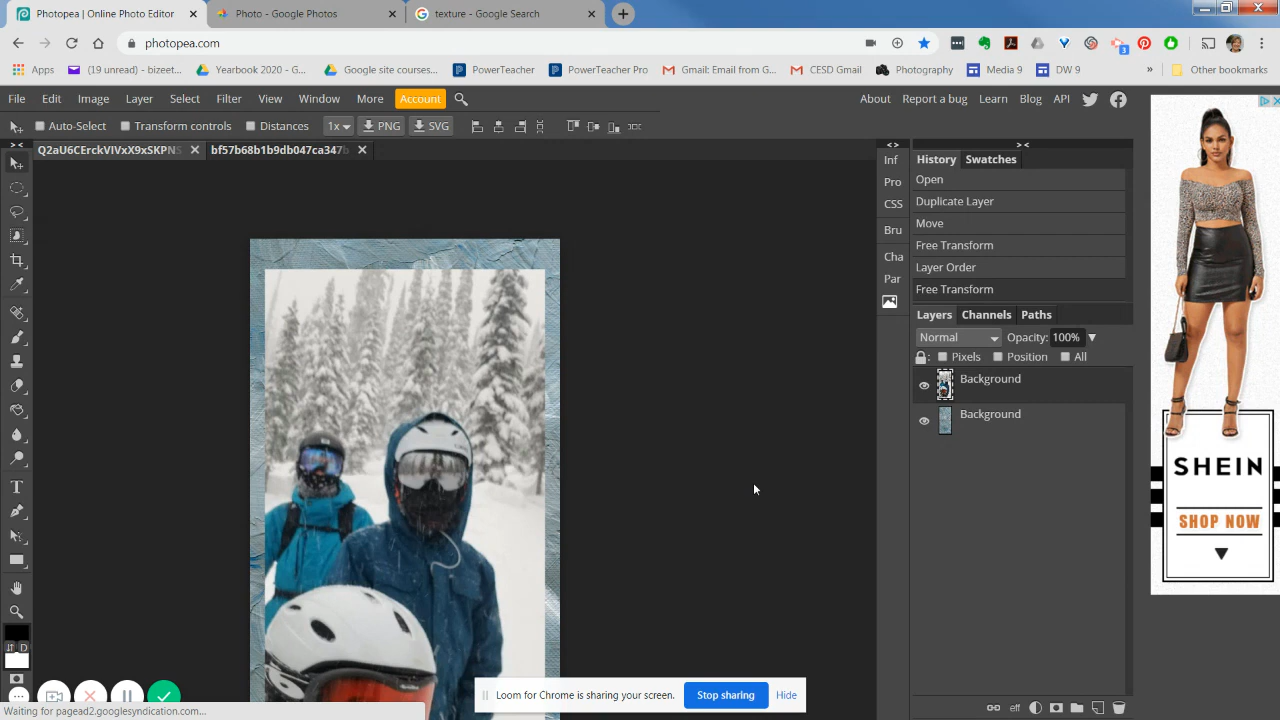 Photopea | Online Photo Editor
Photo - Google Photos
texture - Google Search
photopea.com
3
Apps
(19 unread) - bizeet...
Yearbook 2020 - G...
Google site courses...
PowerTeacher
PowerTeacher Pro
Gmail: Email from G...
CESD Gmail
Photography
Media 9
DW 9
»
Other bookmarks
File
Edit
Image
Layer
Select
Filter
View
Window
More
Account
About
Report a bug
Learn
Blog
API
Auto-Select
Transform controls
Distances
1x
PNG
SVG
Q2aU6CErckVIVxX9xSKPNS
bf57b68b1b9db047ca347b
Inf
Pro
CSS
Bru
Cha
Par
History
Swatches
Open
Duplicate Layer
Move
Free Transform
Layer Order
Free Transform
Layers
Channels
Paths
Normal
Opacity: 100%
Pixels
Position
All
Background
Background
eff
D
SHEIN
SHOP NOW
Loom for Chrome is sharing your screen.
Stop sharing
Hide
Waiting for pagead2.googlesyndication.com...